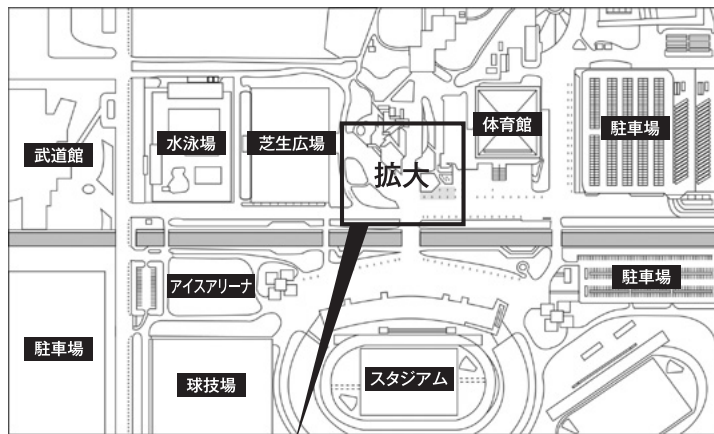 体育館
駐車場
水泳場
芝生広場
武道館
拡大
アイスアリーナ
駐車場
駐車場
球技場
スタジアム